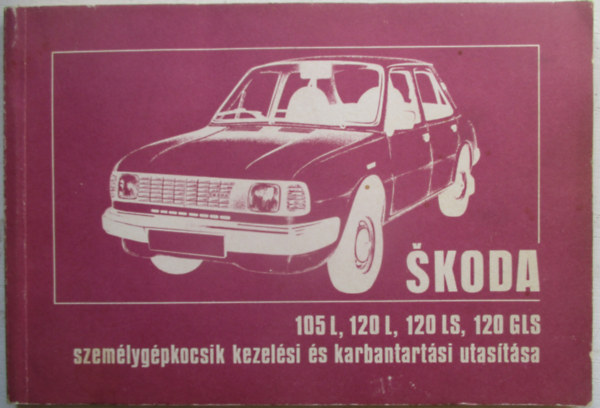 ŠKODA
105 L, 120 L, 120 LS, 120 GLS
személygépkocsik kezelési és karbantartási utasítása